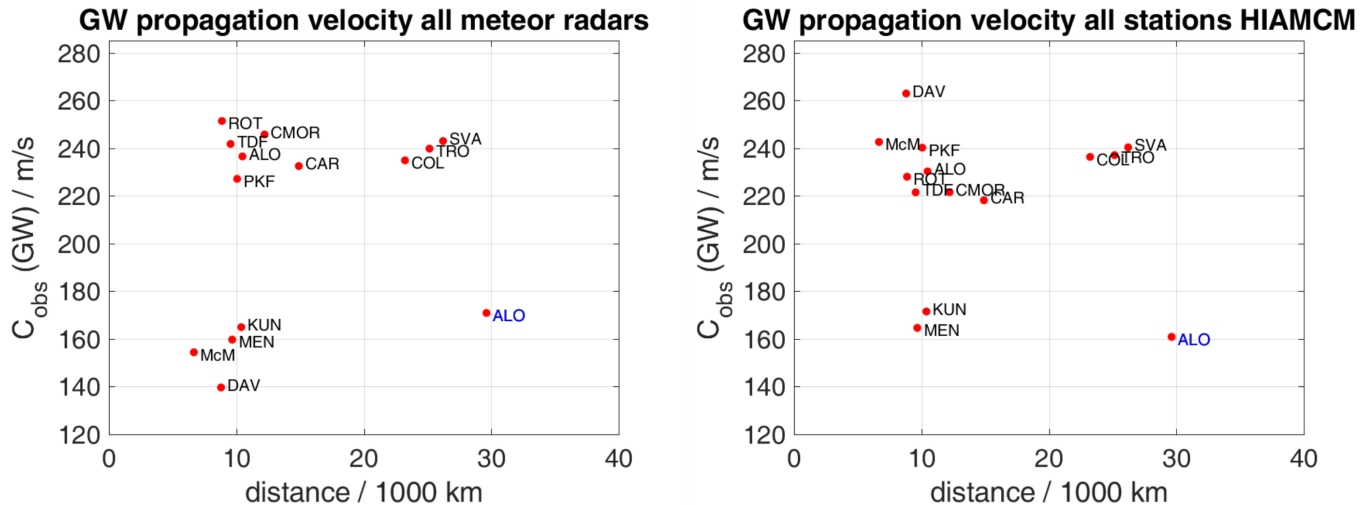 GW propagation velocity all meteor radars
280
260
240
220
200
180
160
140
120
C_obs (GW) / m/s
ROT
CMOR
TDF
ALO
CAR
PKF
SVA
TRO
COL
KUN
MEN
McM
DAV
ALO
0 10 20 30 40
distance / 1000 km
GW propagation velocity all stations HIAMCM
280
260
240
220
200
180
160
140
120
C_obs (GW) / m/s
DAV
McM
PKF
SVA
COL
TRO
ALO
ROT
TDF
CMOR
CAR
KUN
MEN
ALO
0 10 20 30 40
distance / 1000 km